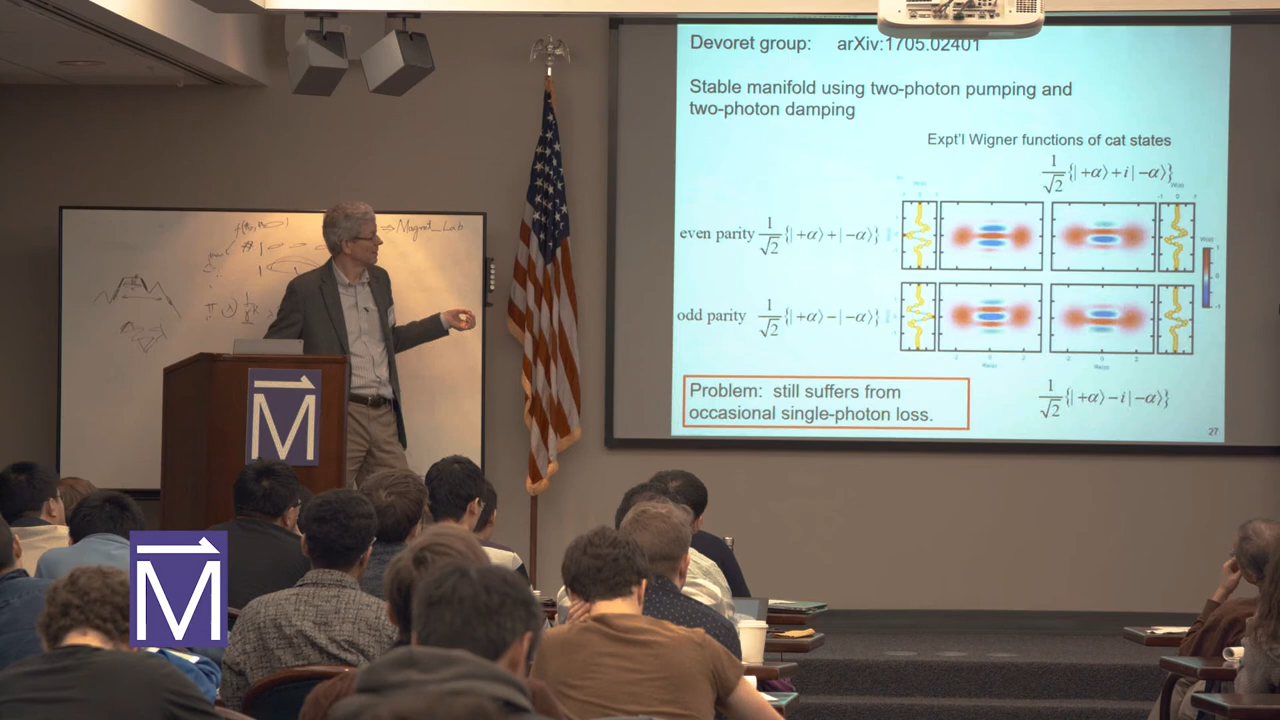 Devoret group: arXiv:1705.02401
Stable manifold using two-photon pumping and
two-photon damping
Expt'l Wigner functions of cat states
1/√2 {|+α⟩+i|−α⟩}
even parity 1/√2 {|+α⟩+|−α⟩}
odd parity 1/√2 {|+α⟩−|−α⟩}
Problem: still suffers from
occasional single-photon loss.
1/√2 {|+α⟩−i|−α⟩}
27
⇒ Magnt_Lab
M
M